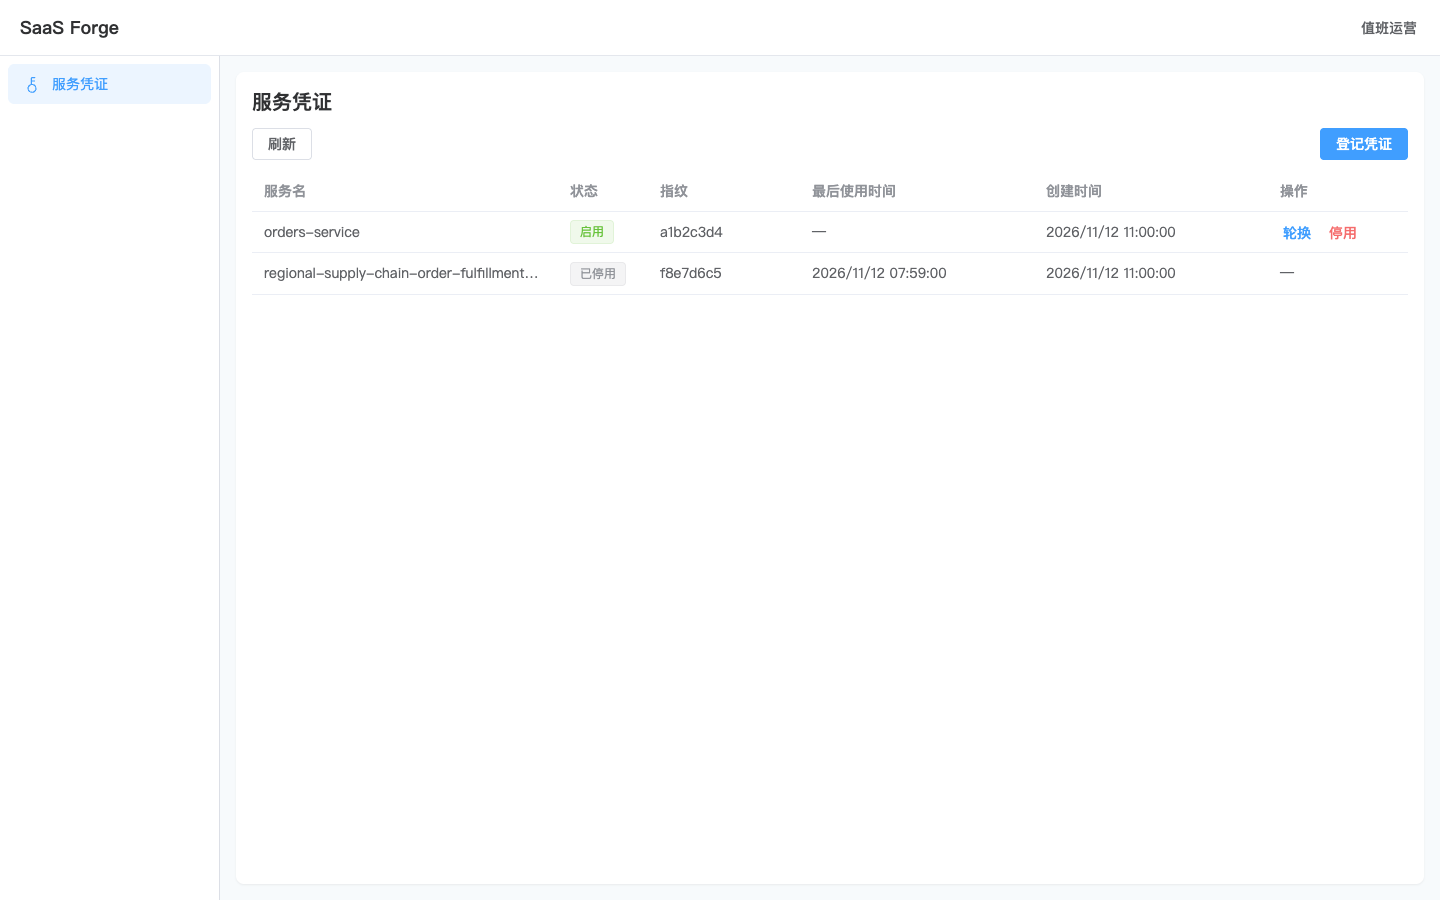 SaaS Forge
值班运营
服务凭证
服务凭证
刷新
登记凭证
服务名 状态 指纹 最后使用时间 创建时间 操作
orders-service 启用 a1b2c3d4 — 2026/11/12 11:00:00 轮换 停用
regional-supply-chain-order-fulfillment... 已停用 f8e7d6c5 2026/11/12 07:59:00 2026/11/12 11:00:00 —